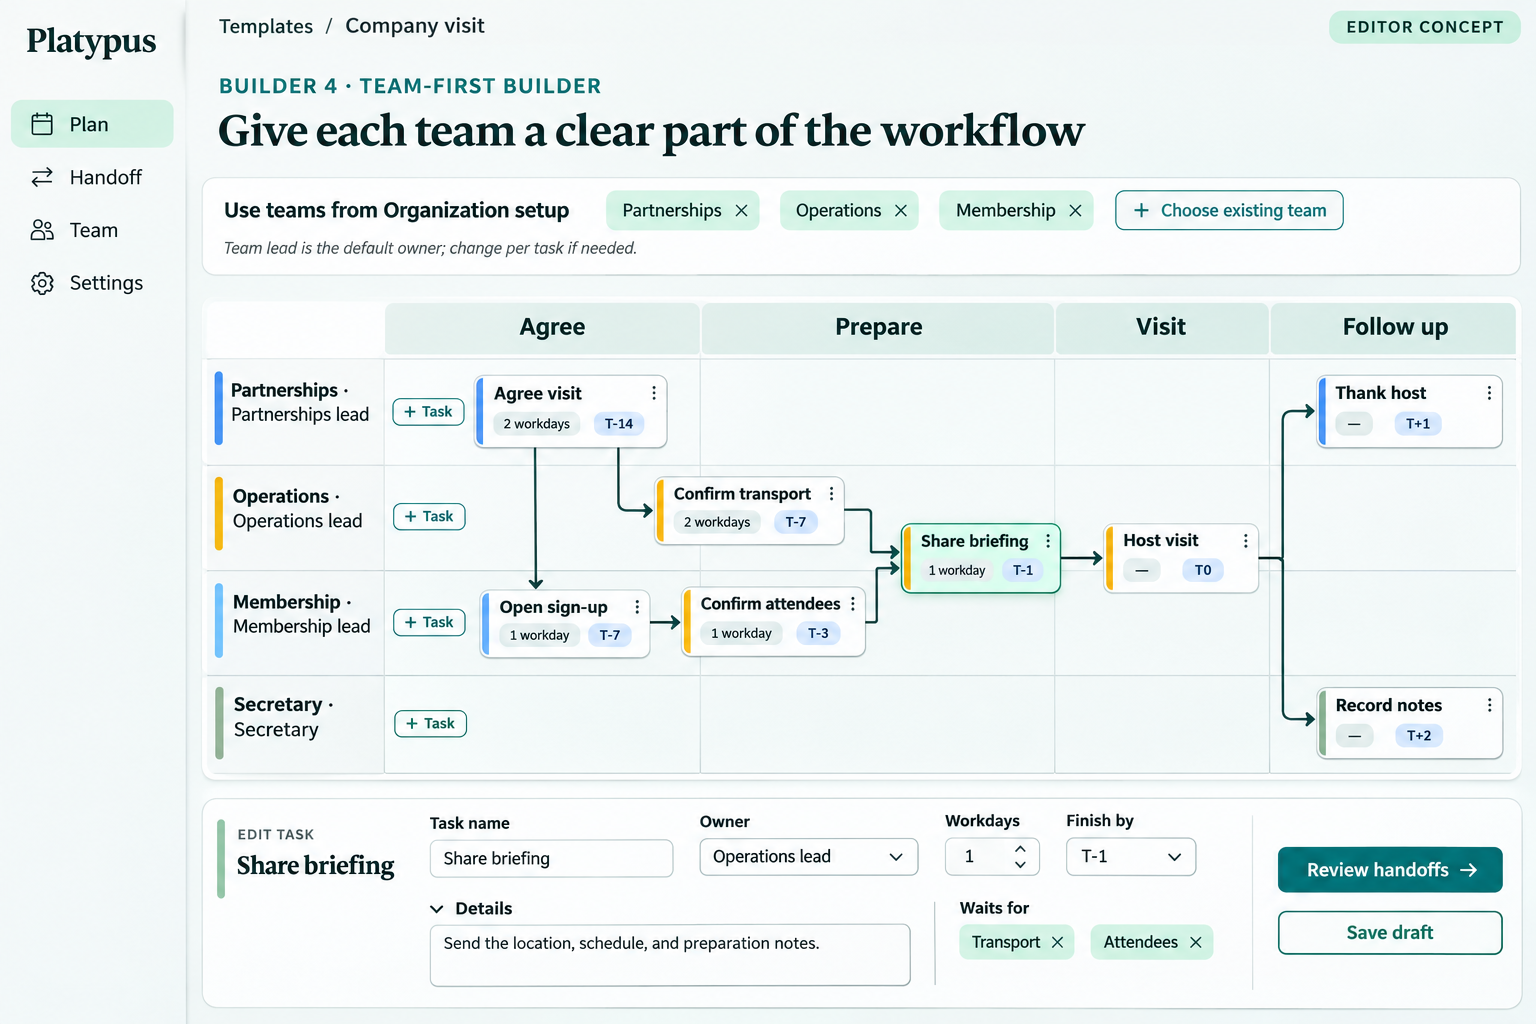 Platypus
Plan
Handoff
Team
Settings
Templates / Company visit
EDITOR CONCEPT
BUILDER 4 · TEAM-FIRST BUILDER
Give each team a clear part of the workflow
Use teams from Organization setup
Partnerships ×
Operations ×
Membership ×
+ Choose existing team
Team lead is the default owner; change per task if needed.
Agree
Prepare
Visit
Follow up
Partnerships ·
Partnerships lead
+ Task
Agree visit
2 workdays
T-14
Thank host
—
T+1
Operations ·
Operations lead
+ Task
Confirm transport
2 workdays
T-7
Share briefing
1 workday
T-1
Host visit
—
T0
Membership ·
Membership lead
+ Task
Open sign-up
1 workday
T-7
Confirm attendees
1 workday
T-3
Secretary ·
Secretary
+ Task
Record notes
—
T+2
EDIT TASK
Share briefing
Task name
Share briefing
Owner
Operations lead
Workdays
1
Finish by
T-1
Details
Send the location, schedule, and preparation notes.
Waits for
Transport ×
Attendees ×
Review handoffs →
Save draft